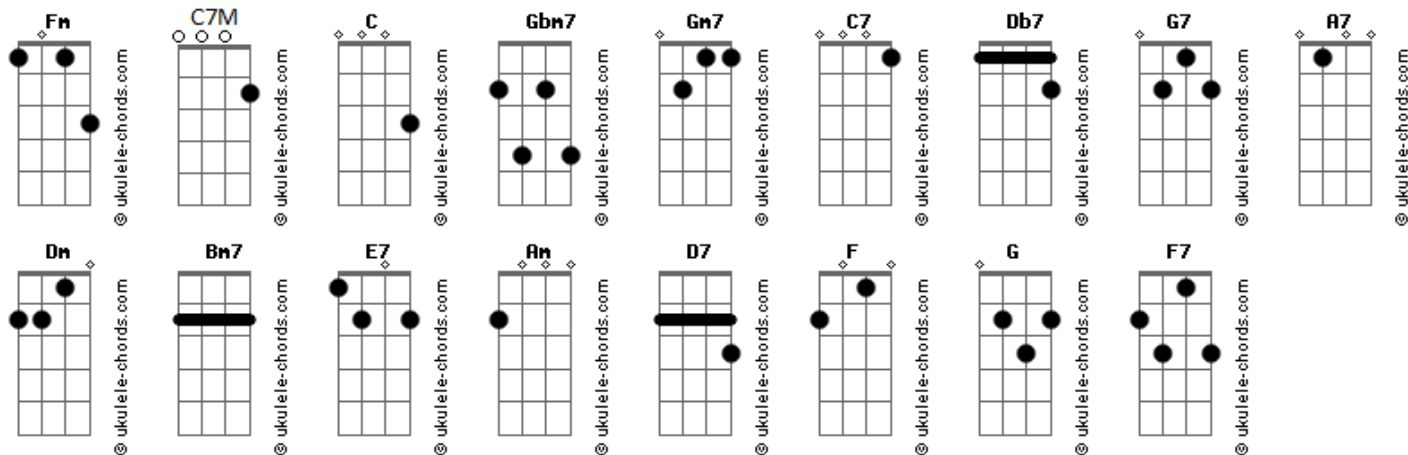 Fm C7M C Gbm7 Gm7 C7 Db7 G7 A7
© ukulele-chords.com © ukulele-chords.com © ukulele-chords.com © ukulele-chords.com © ukulele-chords.com © ukulele-chords.com © ukulele-chords.com © ukulele-chords.com © ukulele-chords.com
Dm Bm7 E7 Am D7 F G F7
© ukulele-chords.com © ukulele-chords.com © ukulele-chords.com © ukulele-chords.com © ukulele-chords.com © ukulele-chords.com © ukulele-chords.com © ukulele-chords.com